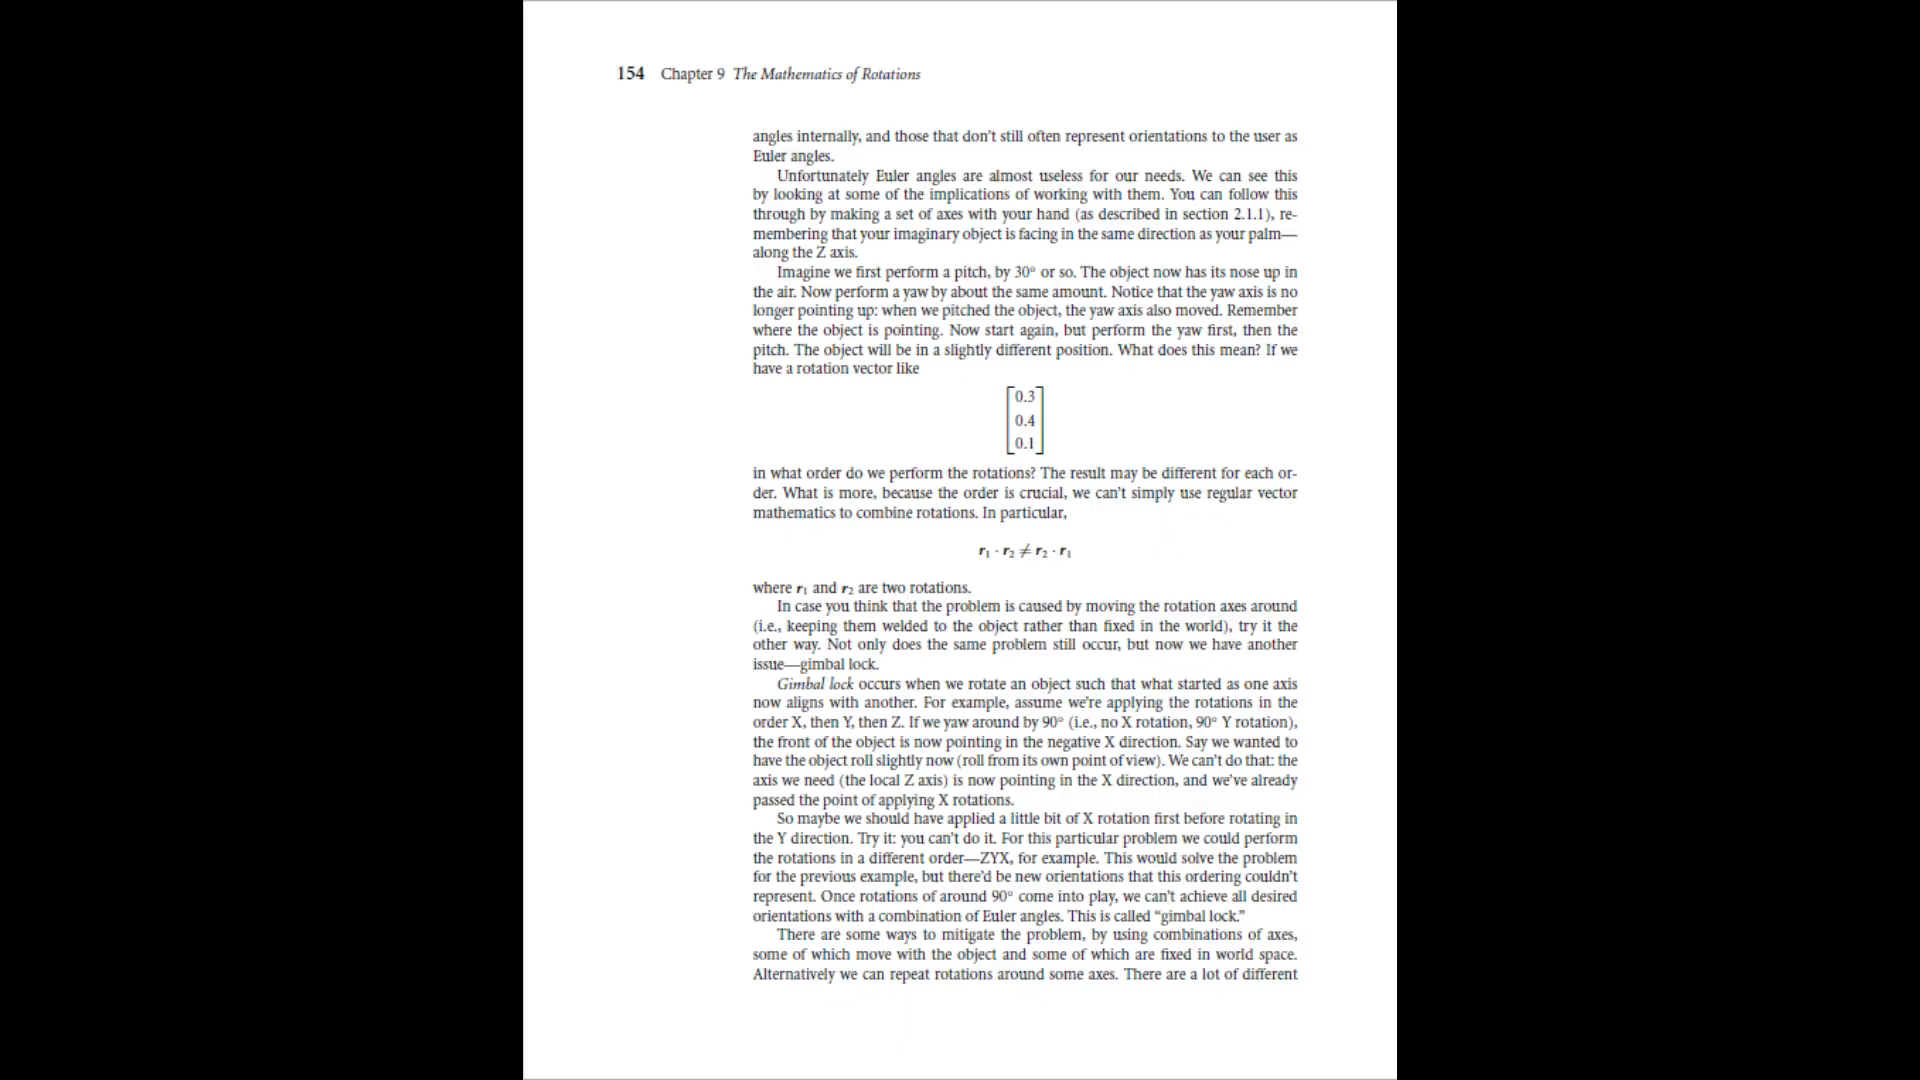 154 Chapter 9 The Mathematics of Rotations
angles internally, and those that don't still often represent orientations to the user as
Euler angles.
Unfortunately Euler angles are almost useless for our needs. We can see this
by looking at some of the implications of working with them. You can follow this
through by making a set of axes with your hand (as described in section 2.1.1), re-
membering that your imaginary object is facing in the same direction as your palm—
along the Z axis.
Imagine we first perform a pitch, by 30° or so. The object now has its nose up in
the air. Now perform a yaw by about the same amount. Notice that the yaw axis is no
longer pointing up: when we pitched the object, the yaw axis also moved. Remember
where the object is pointing. Now start again, but perform the yaw first, then the
pitch. The object will be in a slightly different position. What does this mean? If we
have a rotation vector like
0.3
0.4
0.1
in what order do we perform the rotations? The result may be different for each or-
der. What is more, because the order is crucial, we can't simply use regular vector
mathematics to combine rotations. In particular,
r₁ · r₂ ≠ r₂ · r₁
where r₁ and r₂ are two rotations.
In case you think that the problem is caused by moving the rotation axes around
(i.e., keeping them welded to the object rather than fixed in the world), try it the
other way. Not only does the same problem still occur, but now we have another
issue—gimbal lock.
Gimbal lock occurs when we rotate an object such that what started as one axis
now aligns with another. For example, assume we're applying the rotations in the
order X, then Y, then Z. If we yaw around by 90° (i.e., no X rotation, 90° Y rotation),
the front of the object is now pointing in the negative X direction. Say we wanted to
have the object roll slightly now (roll from its own point of view). We can't do that: the
axis we need (the local Z axis) is now pointing in the X direction, and we've already
passed the point of applying X rotations.
So maybe we should have applied a little bit of X rotation first before rotating in
the Y direction. Try it: you can't do it. For this particular problem we could perform
the rotations in a different order—ZYX, for example. This would solve the problem
for the previous example, but there'd be new orientations that this ordering couldn't
represent. Once rotations of around 90° come into play, we can't achieve all desired
orientations with a combination of Euler angles. This is called “gimbal lock.”
There are some ways to mitigate the problem, by using combinations of axes,
some of which move with the object and some of which are fixed in world space.
Alternatively we can repeat rotations around some axes. There are a lot of different